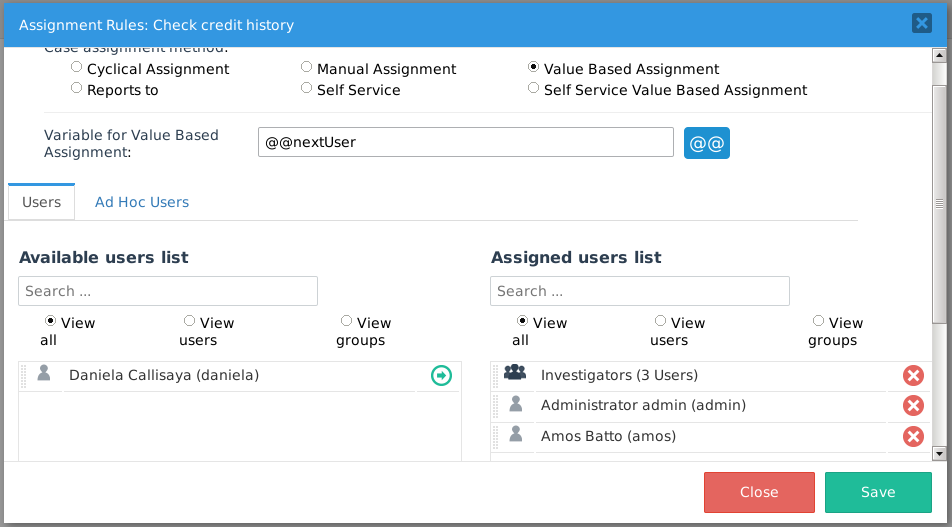 Assignment Rules: Check credit history
Case assignment method:
Cyclical Assignment Manual Assignment Value Based Assignment
Reports to Self Service Self Service Value Based Assignment
Variable for Value Based
Assignment:
@@nextUser
@@
Users Ad Hoc Users
Available users list
Search ...
View all
View users
View groups
Daniela Callisaya (daniela)
Assigned users list
Search ...
View all
View users
View groups
Investigators (3 Users)
Administrator admin (admin)
Amos Batto (amos)
Close Save